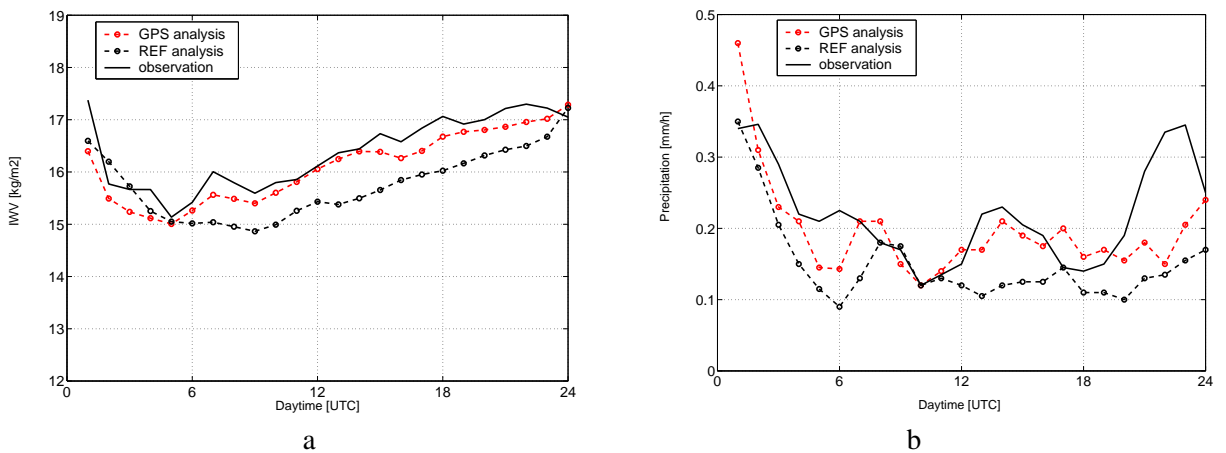 19
18
17
16
15
14
13
12
IWV [kg/m2]
GPS analysis
REF analysis
observation
0
6
12
18
24
Daytime [UTC]
a
0.5
0.4
0.3
0.2
0.1
0
Precipitation [mm/h]
GPS analysis
REF analysis
observation
0
6
12
18
24
Daytime [UTC]
b